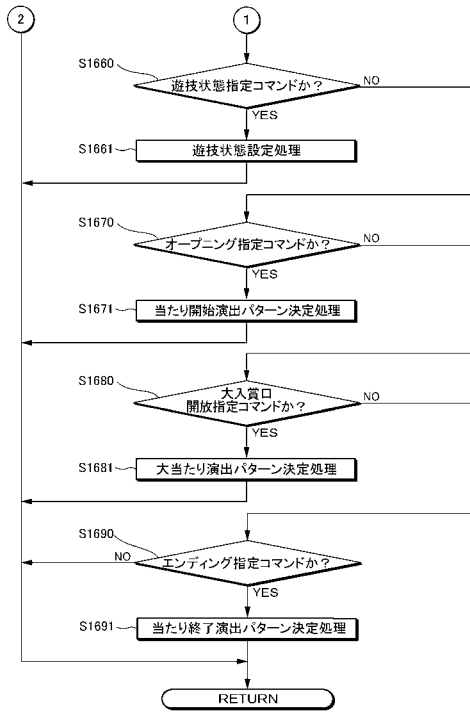 2
1
S1660
遊技状態指定コマンドか？
NO
YES
S1661
遊技状態設定処理
S1670
オープニング指定コマンドか？
NO
YES
S1671
当たり開始演出パターン決定処理
S1680
大入賞口
開放指定コマンドか？
NO
YES
S1681
大当たり演出パターン決定処理
S1690
NO
エンディング指定コマンドか？
YES
S1691
当たり終了演出パターン決定処理
RETURN